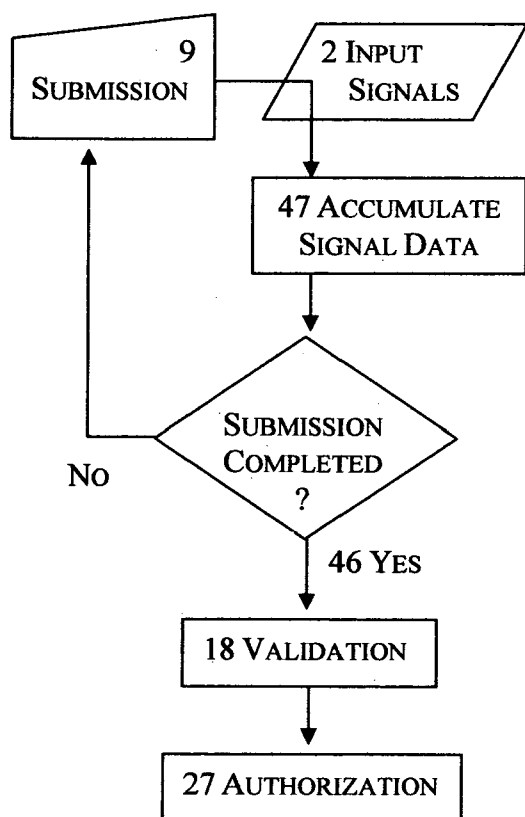 9
SUBMISSION
2 INPUT
SIGNALS
47 ACCUMULATE
SIGNAL DATA
SUBMISSION
COMPLETED
?
NO
46 YES
18 VALIDATION
27 AUTHORIZATION